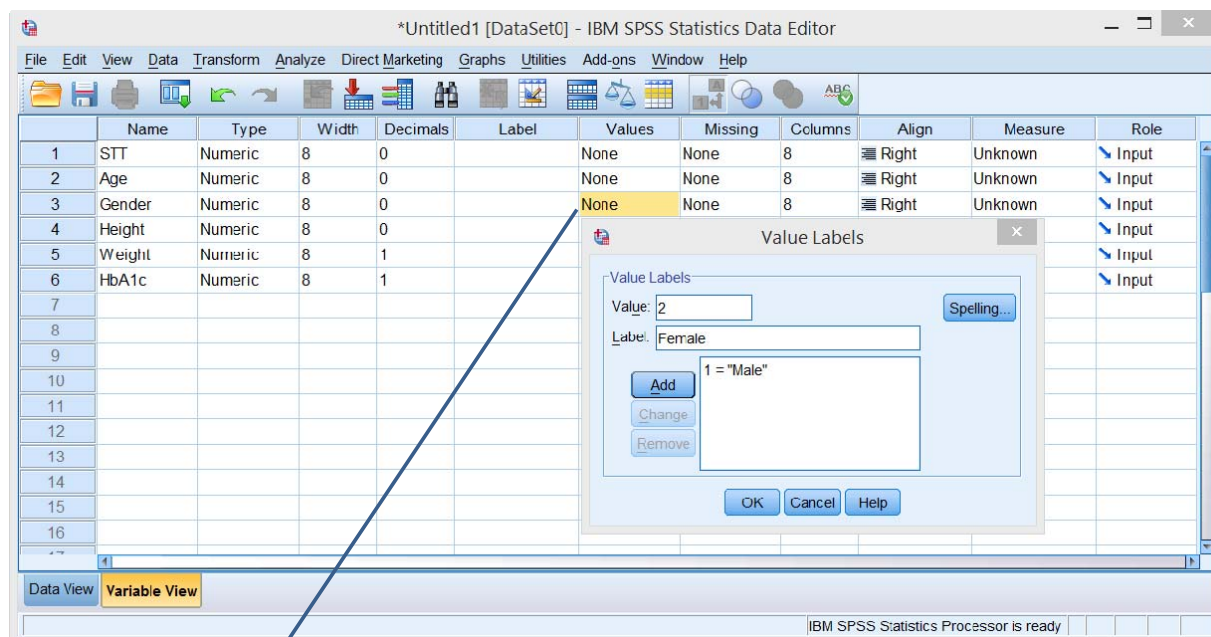 *Untitled1 [DataSet0] - IBM SPSS Statistics Data Editor
File Edit View Data Transform Analyze Direct Marketing Graphs Utilities Add-ons Window Help
Name Type Width Decimals Label Values Missing Columns Align Measure Role
1 STT Numeric 8 0 None None 8 Right Unknown Input
2 Age Numeric 8 0 None None 8 Right Unknown Input
3 Gender Numeric 8 0 None None 8 Right Unknown Input
4 Height Numeric 8 0 Input
5 Weight Numeric 8 1 Input
6 HbA1c Numeric 8 1 Input
7
8
9
10
11
12
13
14
15
16
Value Labels
Value Labels
Value: 2
Spelling...
Label: Female
1 = "Male"
Add
Change
Remove
OK Cancel Help
Data View Variable View
IBM SPSS Statistics Processor is ready